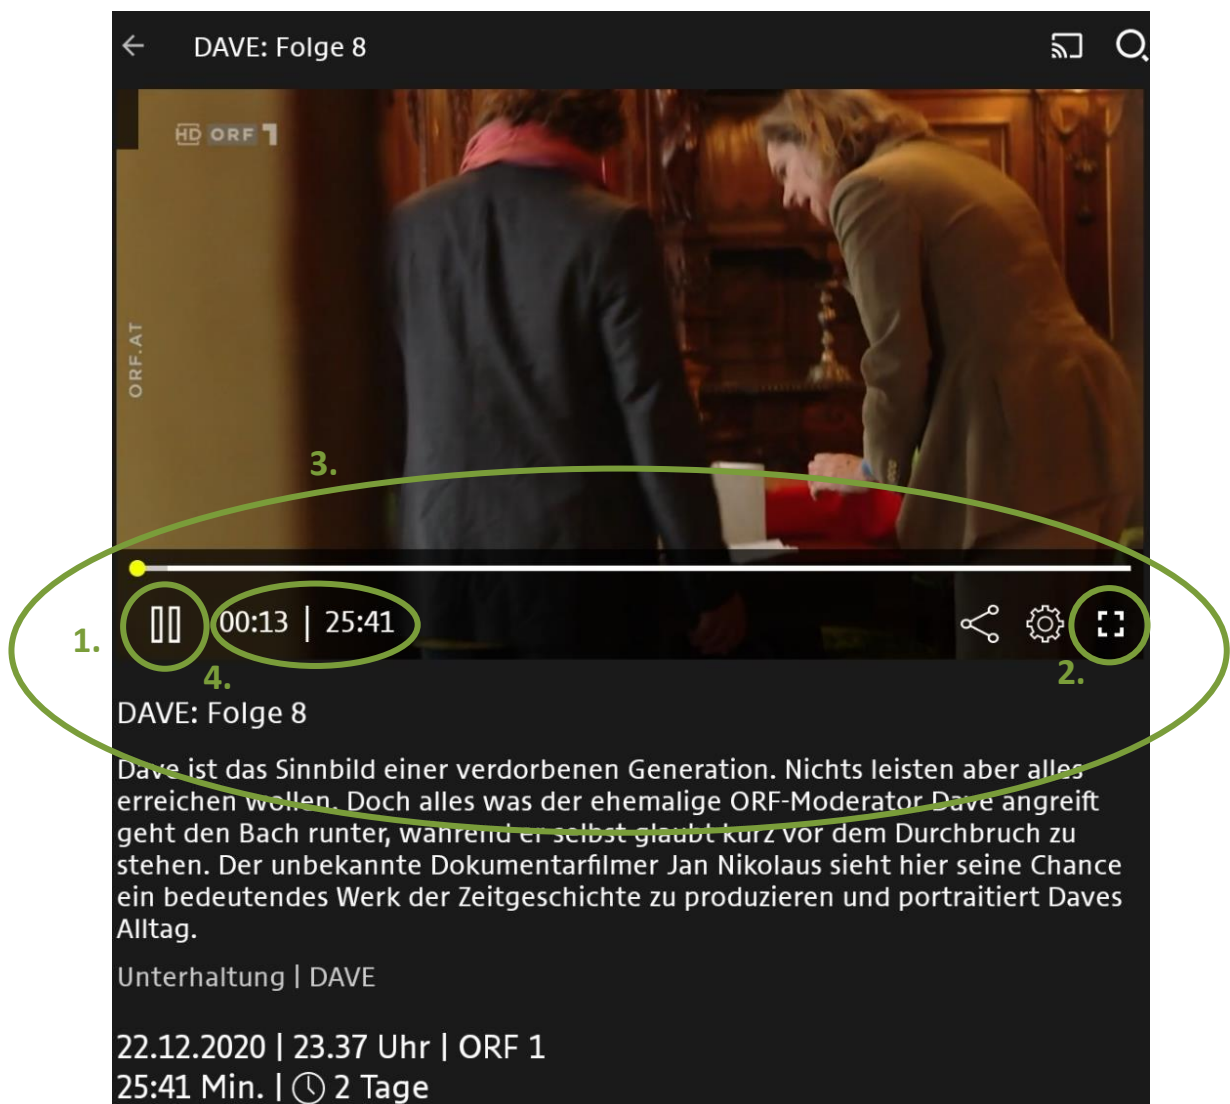 DAVE: Folge 8
HD ORF 1
ORF.AT
3.
00:13 | 25:41
1.
4.
2.
DAVE: Folge 8
Dave ist das Sinnbild einer verdorbenen Generation. Nichts leisten aber alles
erreichen wollen. Doch alles was der ehemalige ORF-Moderator Dave angreift
geht den Bach runter, während er selbst glaubt kurz vor dem Durchbruch zu
stehen. Der unbekannte Dokumentarfilmer Jan Nikolaus sieht hier seine Chance
ein bedeutendes Werk der Zeitgeschichte zu produzieren und portraitiert Daves
Alltag.
Unterhaltung | DAVE
22.12.2020 | 23.37 Uhr | ORF 1
25:41 Min. | 2 Tage